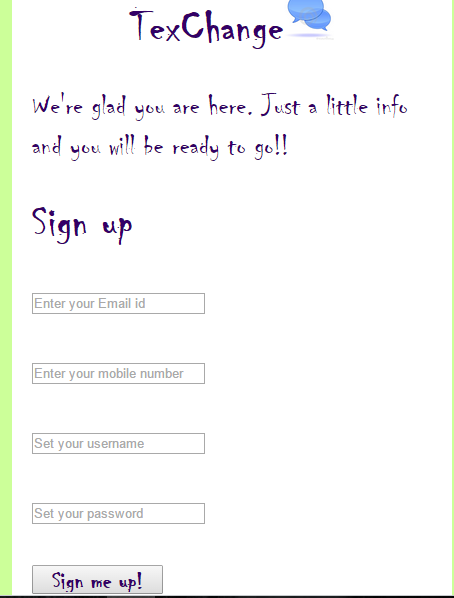 TexChange
We're glad you are here. Just a little info
and you will be ready to go!!
Sign up
Enter your Email id
Enter your mobile number
Set your username
Set your password
Sign me up!